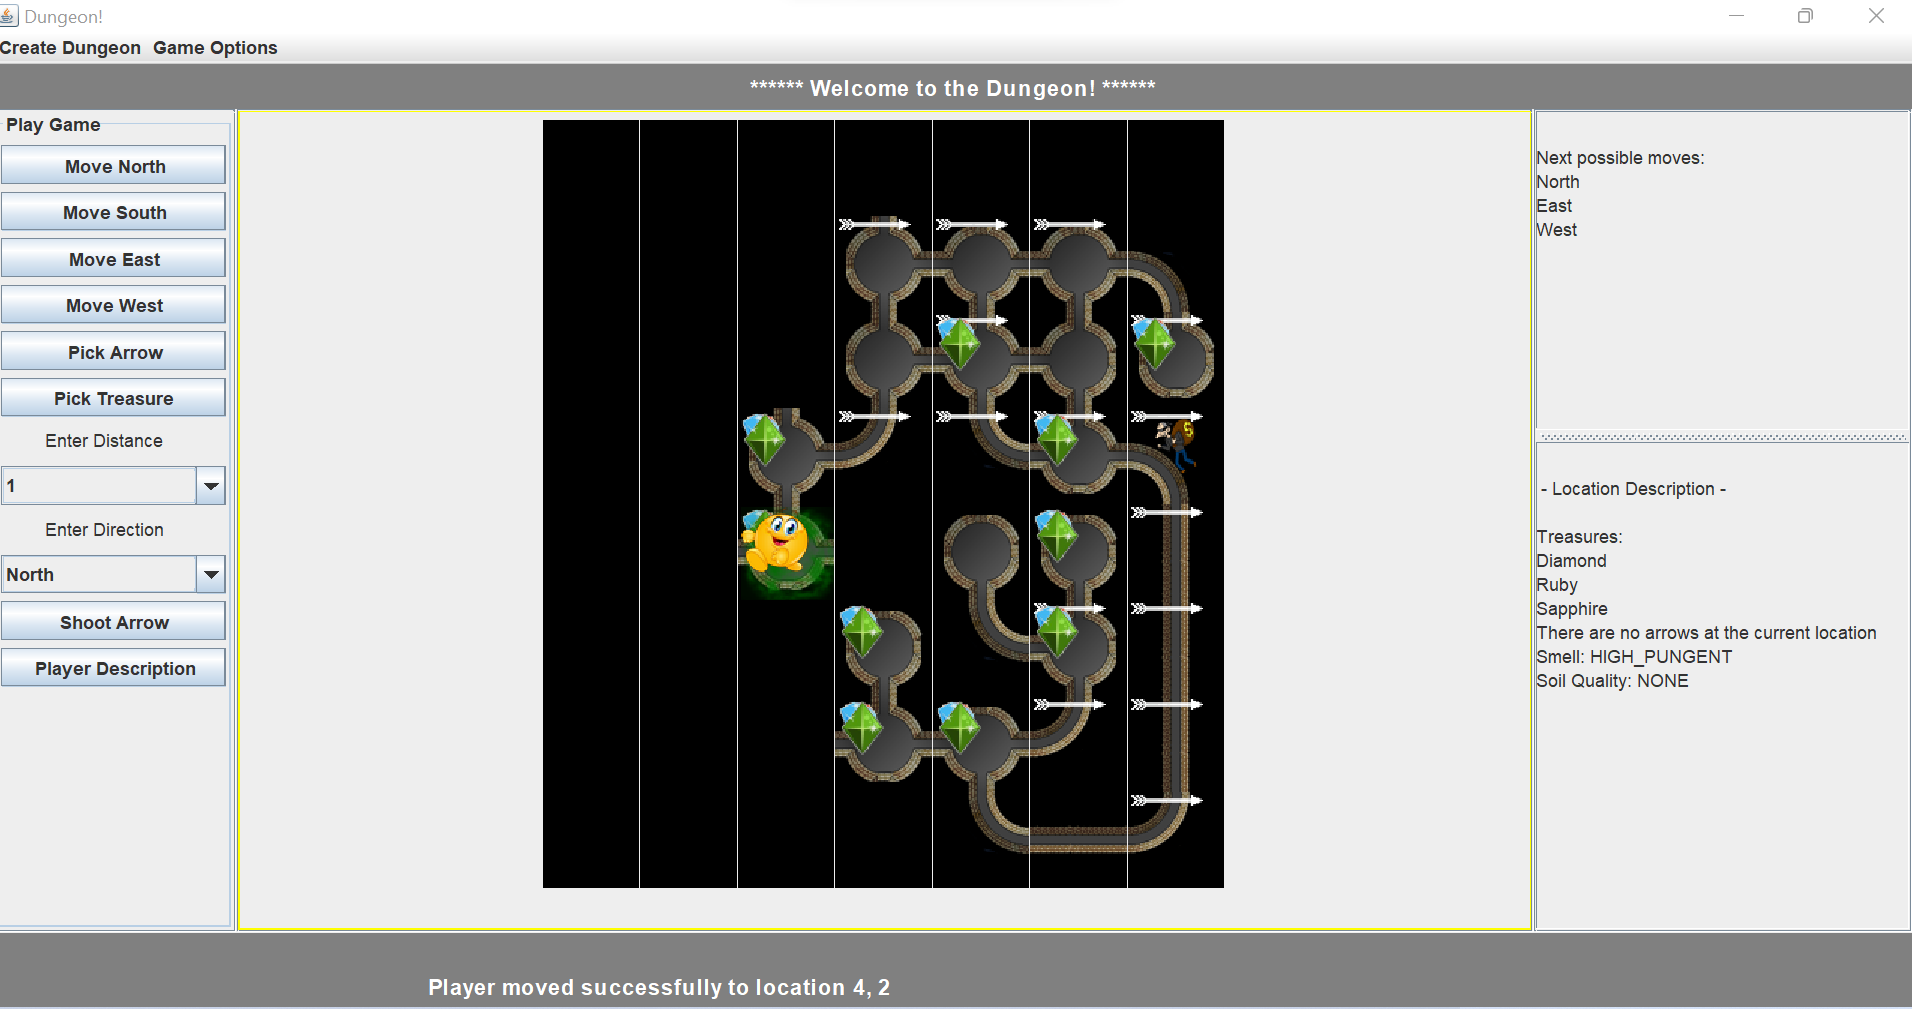 Dungeon!
Create Dungeon Game Options
****** Welcome to the Dungeon! ******
Play Game
Move North
Move South
Move East
Move West
Pick Arrow
Pick Treasure
Enter Distance
1
Enter Direction
North
Shoot Arrow
Player Description
Next possible moves:
North
East
West
- Location Description -
Treasures:
Diamond
Ruby
Sapphire
There are no arrows at the current location
Smell: HIGH_PUNGENT
Soil Quality: NONE
Player moved successfully to location 4, 2